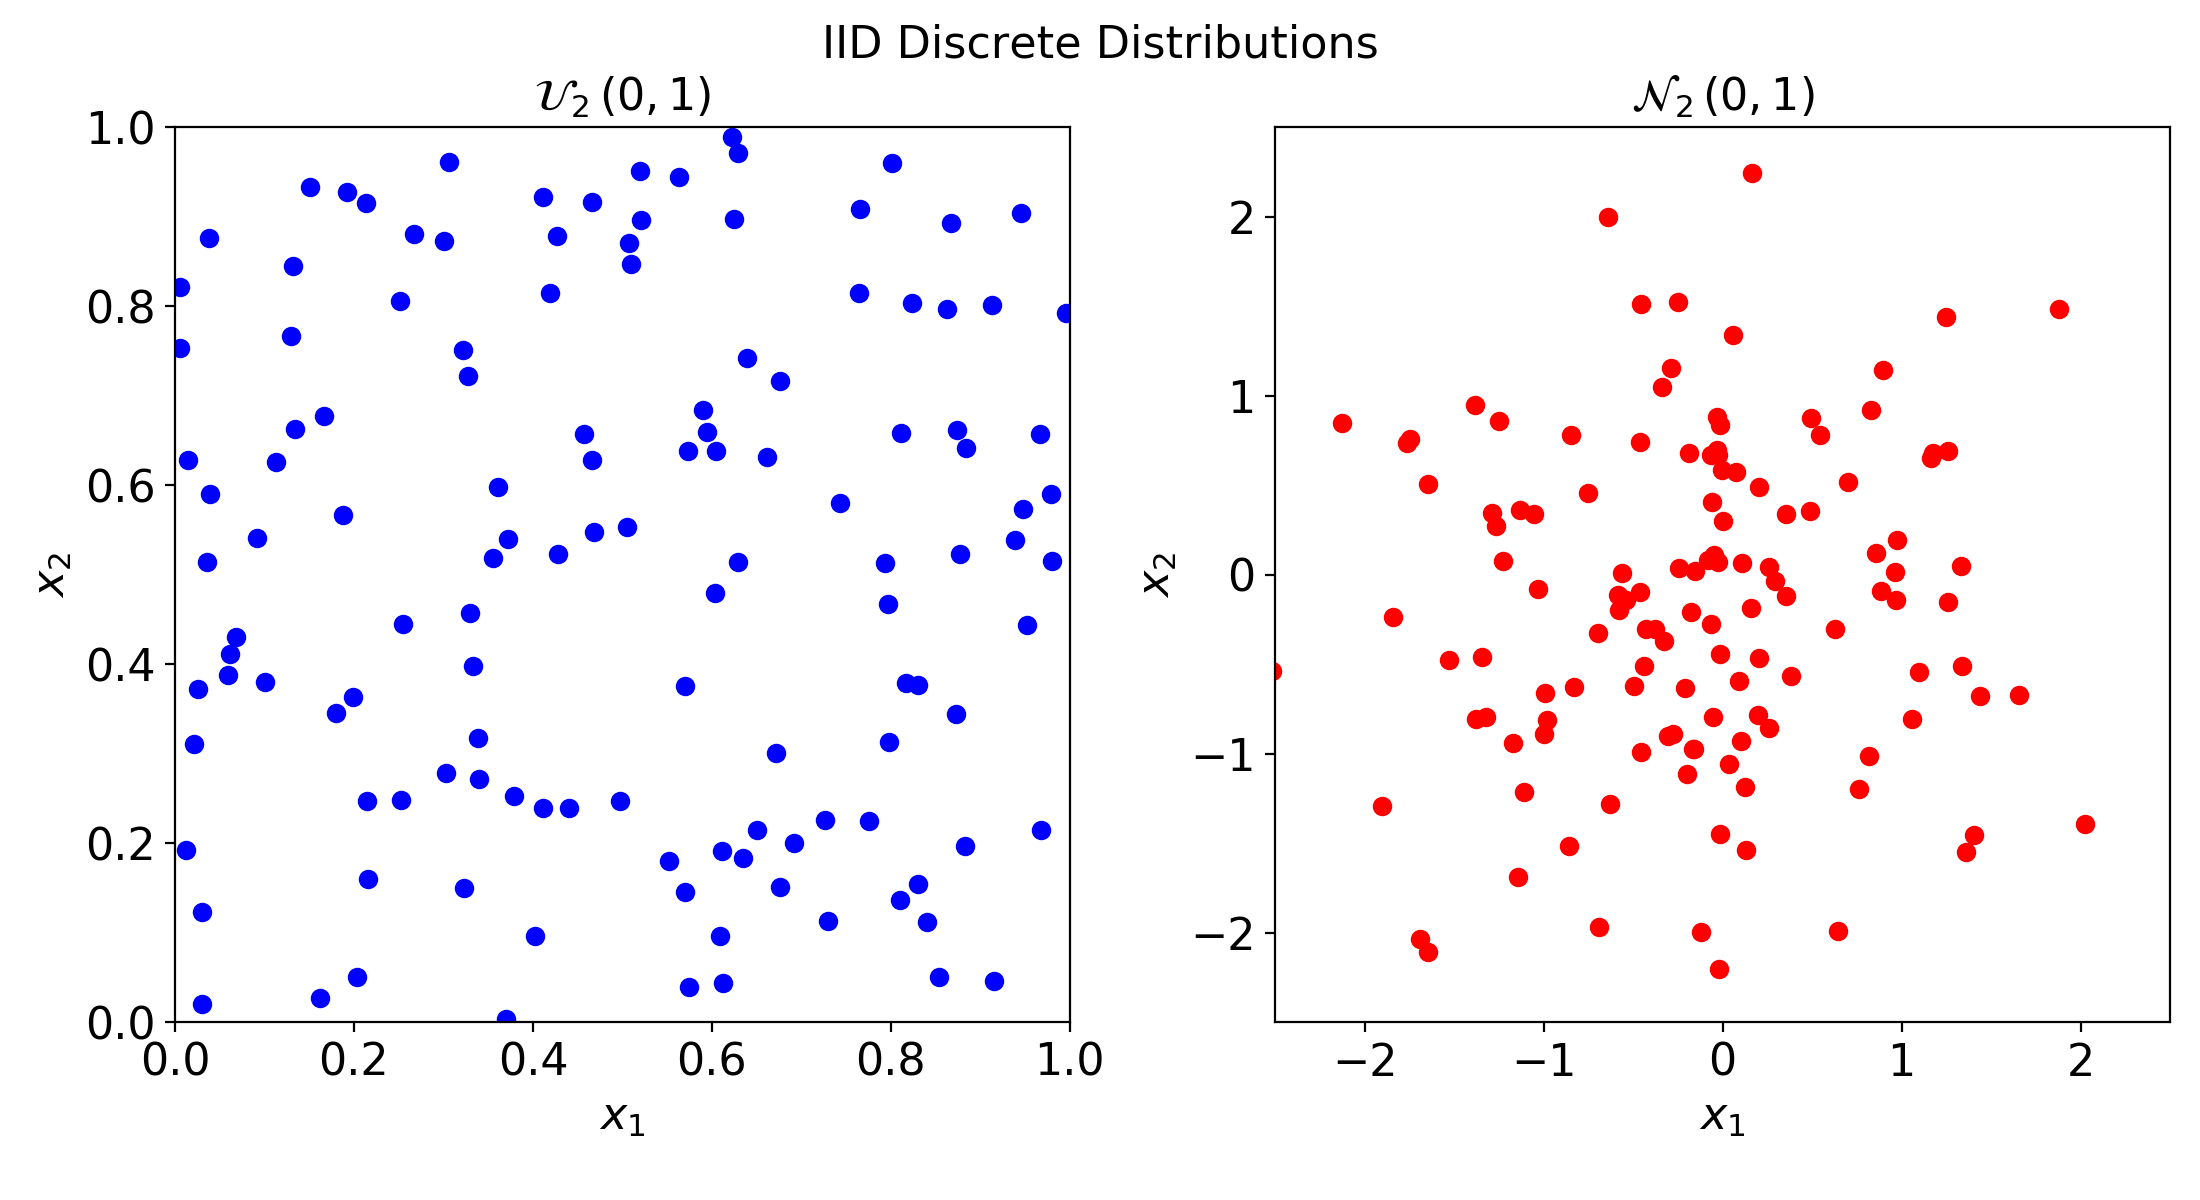 IID Discrete Distributions
𝒰₂ (0, 1)
1.0
0.8
0.6
0.4
0.2
0.0
x₂
0.0 0.2 0.4 0.6 0.8 1.0
x₁
𝒩₂ (0, 1)
2
1
0
−1
−2
x₂
−2 −1 0 1 2
x₁